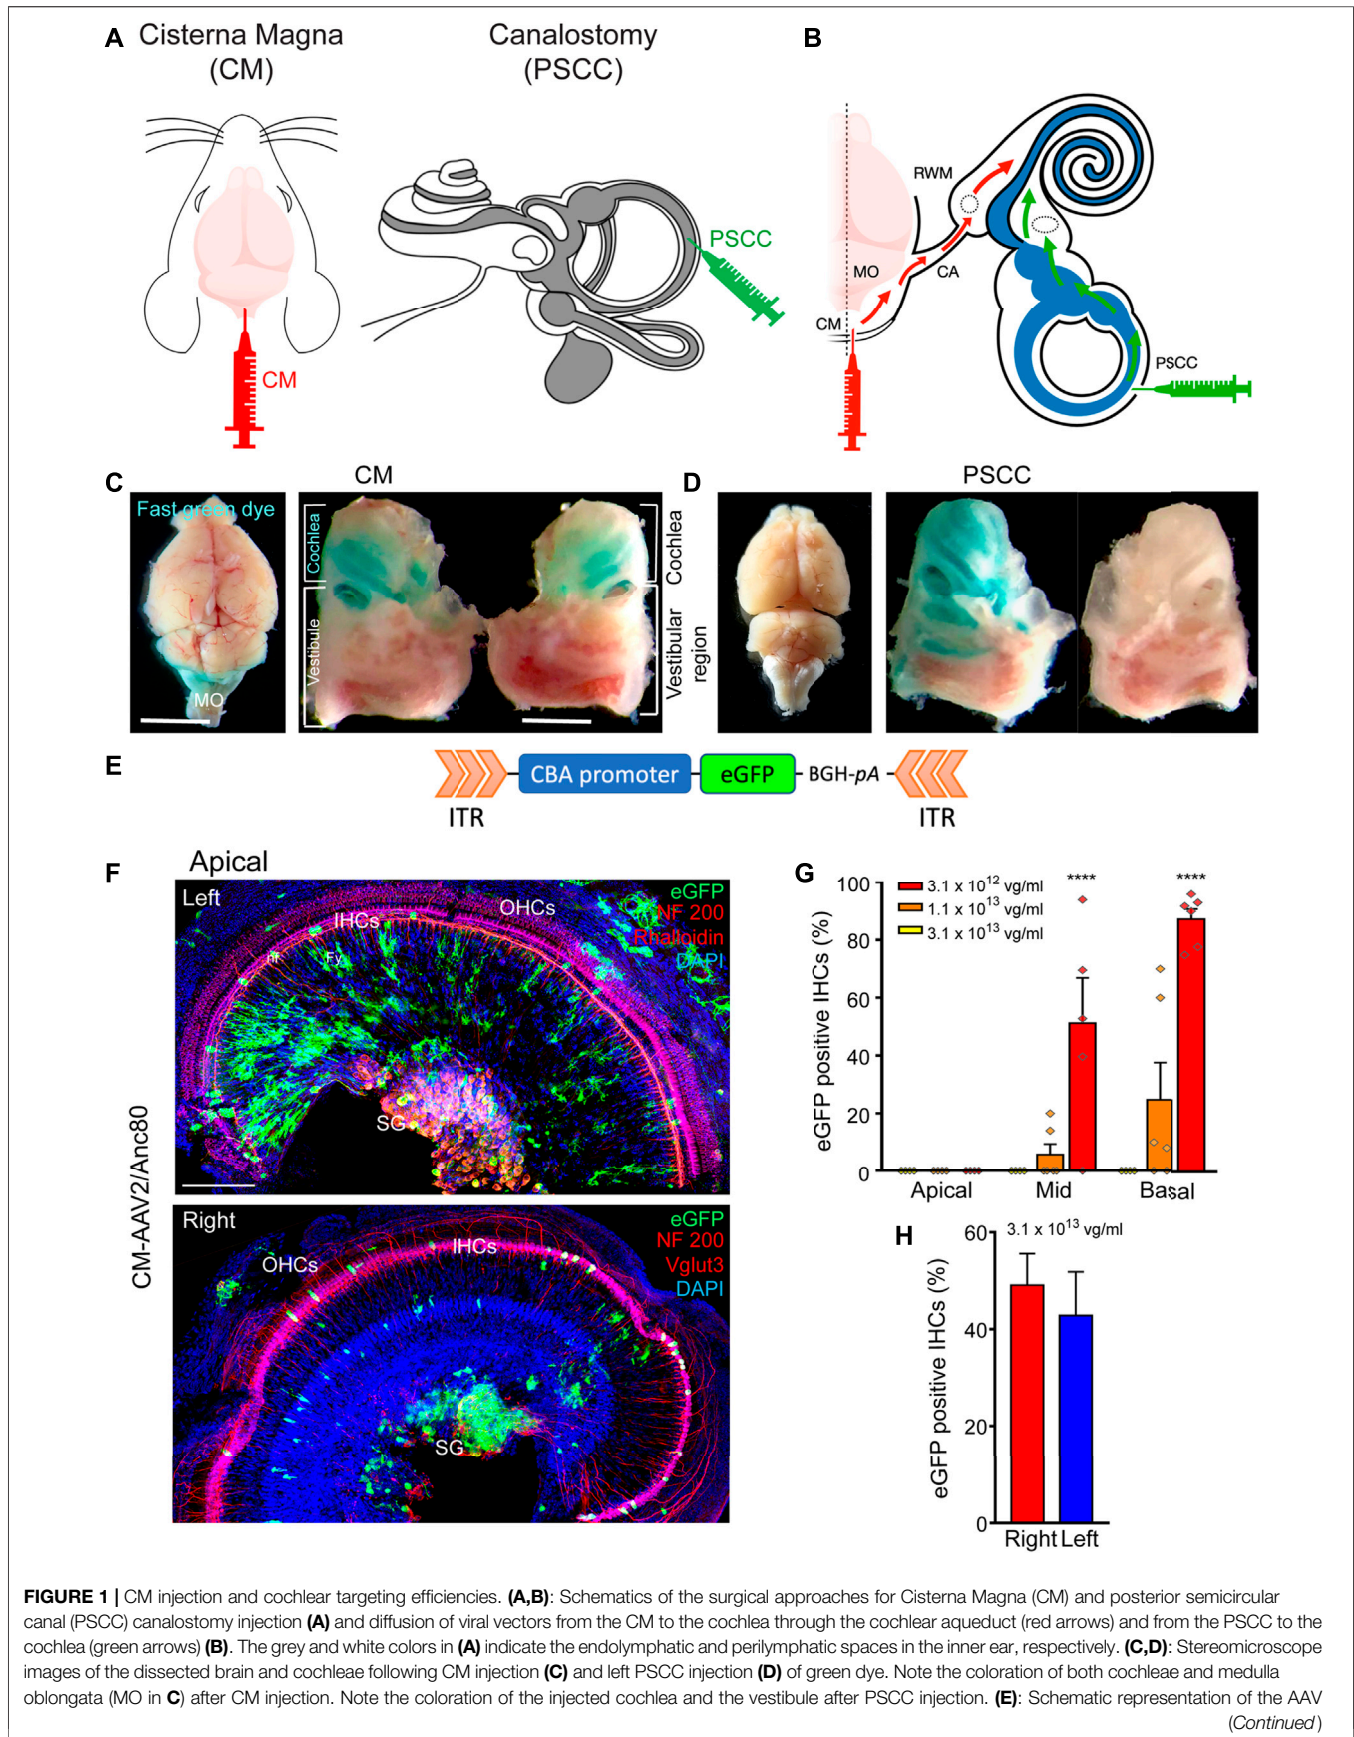 A
Cisterna Magna
(CM)
Canalostomy
(PSCC)
B
PSCC
CM
RWM
MO
CA
CM
PSCC
C
CM
D
PSCC
Fast green dye
MO
Cochlea
Vestibule
Cochlea
Vestibular
region
E
CBA promoter
eGFP
BGH-pA
ITR
ITR
F
Apical
CM-AAV2/Anc80
Left
IHCs
OHCs
eGFP
NF 200
Phalloidin
DAPI
nf
Fy
SG
Right
OHCs
IHCs
eGFP
NF 200
Vglut3
DAPI
SG
G
eGFP positive IHCs (%)
100
80
60
40
20
0
3.1 x 10¹² vg/ml
1.1 x 10¹³ vg/ml
3.1 x 10¹³ vg/ml
****
****
Apical
Mid
Basal
H
3.1 x 10¹³ vg/ml
eGFP positive IHCs (%)
60
40
20
0
Right
Left
FIGURE 1 | CM injection and cochlear targeting efficiencies. (A,B): Schematics of the surgical approaches for Cisterna Magna (CM) and posterior semicircular
canal (PSCC) canalostomy injection (A) and diffusion of viral vectors from the CM to the cochlea through the cochlear aqueduct (red arrows) and from the PSCC to the
cochlea (green arrows) (B). The grey and white colors in (A) indicate the endolymphatic and perilymphatic spaces in the inner ear, respectively. (C,D): Stereomicroscope
images of the dissected brain and cochleae following CM injection (C) and left PSCC injection (D) of green dye. Note the coloration of both cochleae and medulla
oblongata (MO in C) after CM injection. Note the coloration of the injected cochlea and the vestibule after PSCC injection. (E): Schematic representation of the AAV
(Continued)